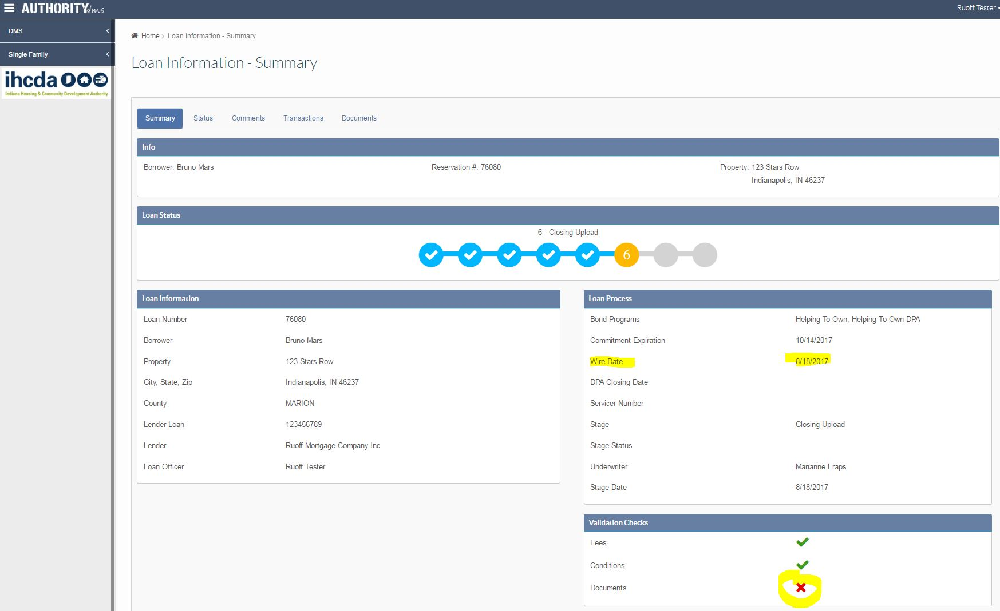 AUTHORITYdms
Ruoff Tester
DMS
Single Family
ihcda
Indiana Housing & Community Development Authority
Home > Loan Information - Summary
Loan Information - Summary
Summary Status Comments Transactions Documents
Info
Borrower: Bruno Mars Reservation #: 76080 Property: 123 Stars Row
Indianapolis, IN 46237
Loan Status
6 - Closing Upload
6
Loan Information
Loan Number 76080
Borrower Bruno Mars
Property 123 Stars Row
City, State, Zip Indianapolis, IN 46237
County MARION
Lender Loan 123456789
Lender Ruoff Mortgage Company Inc
Loan Officer Ruoff Tester
Loan Process
Bond Programs Helping To Own, Helping To Own DPA
Commitment Expiration 10/14/2017
Wire Date 8/18/2017
DPA Closing Date
Servicer Number
Stage Closing Upload
Stage Status
Underwriter Marianne Fraps
Stage Date 8/18/2017
Validation Checks
Fees
Conditions
Documents